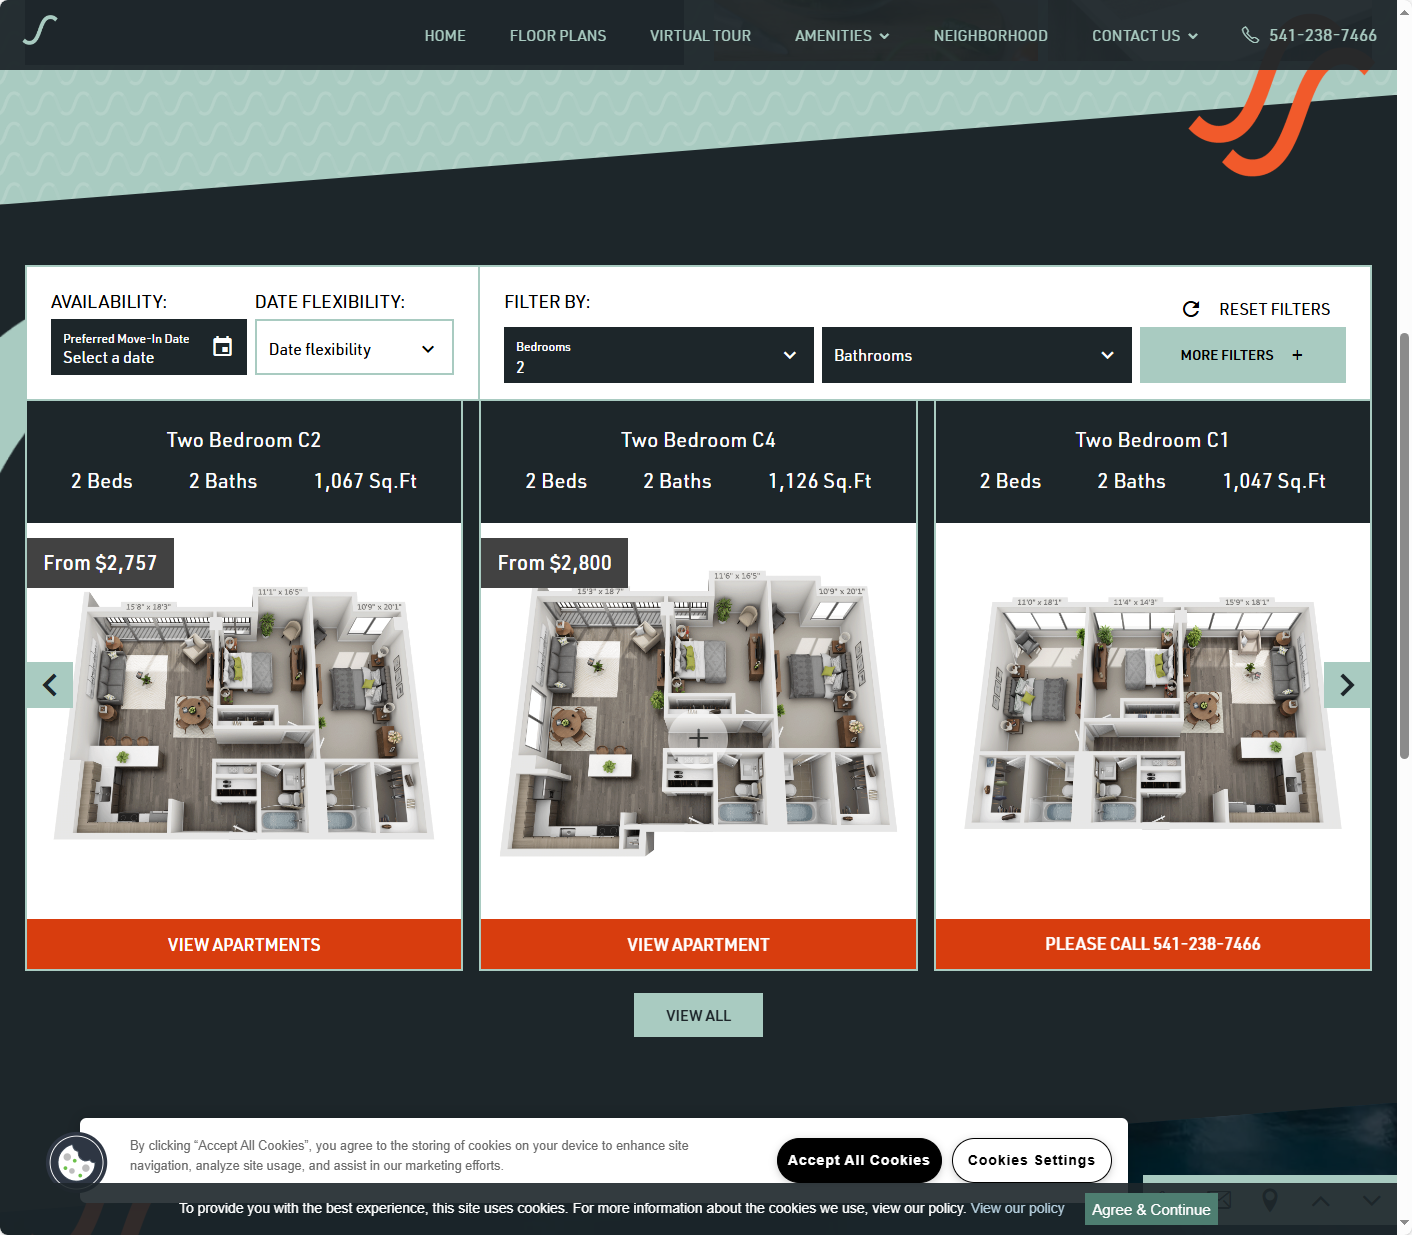 HOME FLOOR PLANS VIRTUAL TOUR AMENITIES NEIGHBORHOOD CONTACT US 541-238-7466
AVAILABILITY: DATE FLEXIBILITY:
Preferred Move-In Date
Select a date
Date flexibility
FILTER BY:
RESET FILTERS
Bedrooms
2
Bathrooms
MORE FILTERS +
Two Bedroom C2
2 Beds 2 Baths 1,067 Sq.Ft
From $2,757
15'8" x 18'3"
11'1" x 16'5"
10'9" x 20'1"
VIEW APARTMENTS
Two Bedroom C4
2 Beds 2 Baths 1,126 Sq.Ft
From $2,800
15'3" x 18'7"
11'6" x 16'5"
10'9" x 20'1"
VIEW APARTMENT
Two Bedroom C1
2 Beds 2 Baths 1,047 Sq.Ft
11'0" x 18'1"
11'4" x 14'3"
15'9" x 18'1"
PLEASE CALL 541-238-7466
VIEW ALL
By clicking “Accept All Cookies”, you agree to the storing of cookies on your device to enhance site
navigation, analyze site usage, and assist in our marketing efforts.
Accept All Cookies
Cookies Settings
To provide you with the best experience, this site uses cookies. For more information about the cookies we use, view our policy. View our policy
Agree & Continue